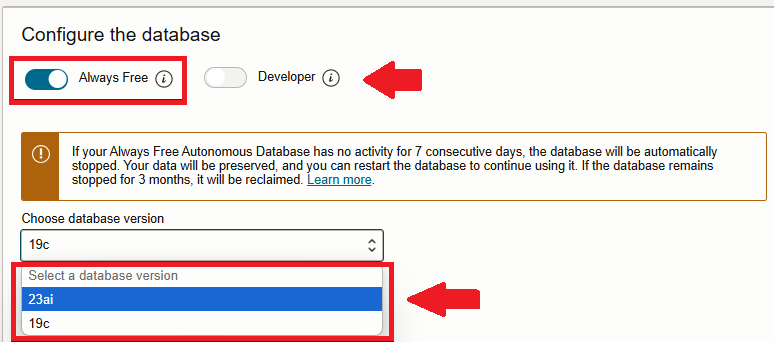 Configure the database
Always Free
Developer
If your Always Free Autonomous Database has no activity for 7 consecutive days, the database will be automatically
stopped. Your data will be preserved, and you can restart the database to continue using it. If the database remains
stopped for 3 months, it will be reclaimed. Learn more.
Choose database version
19c
Select a database version
23ai
19c